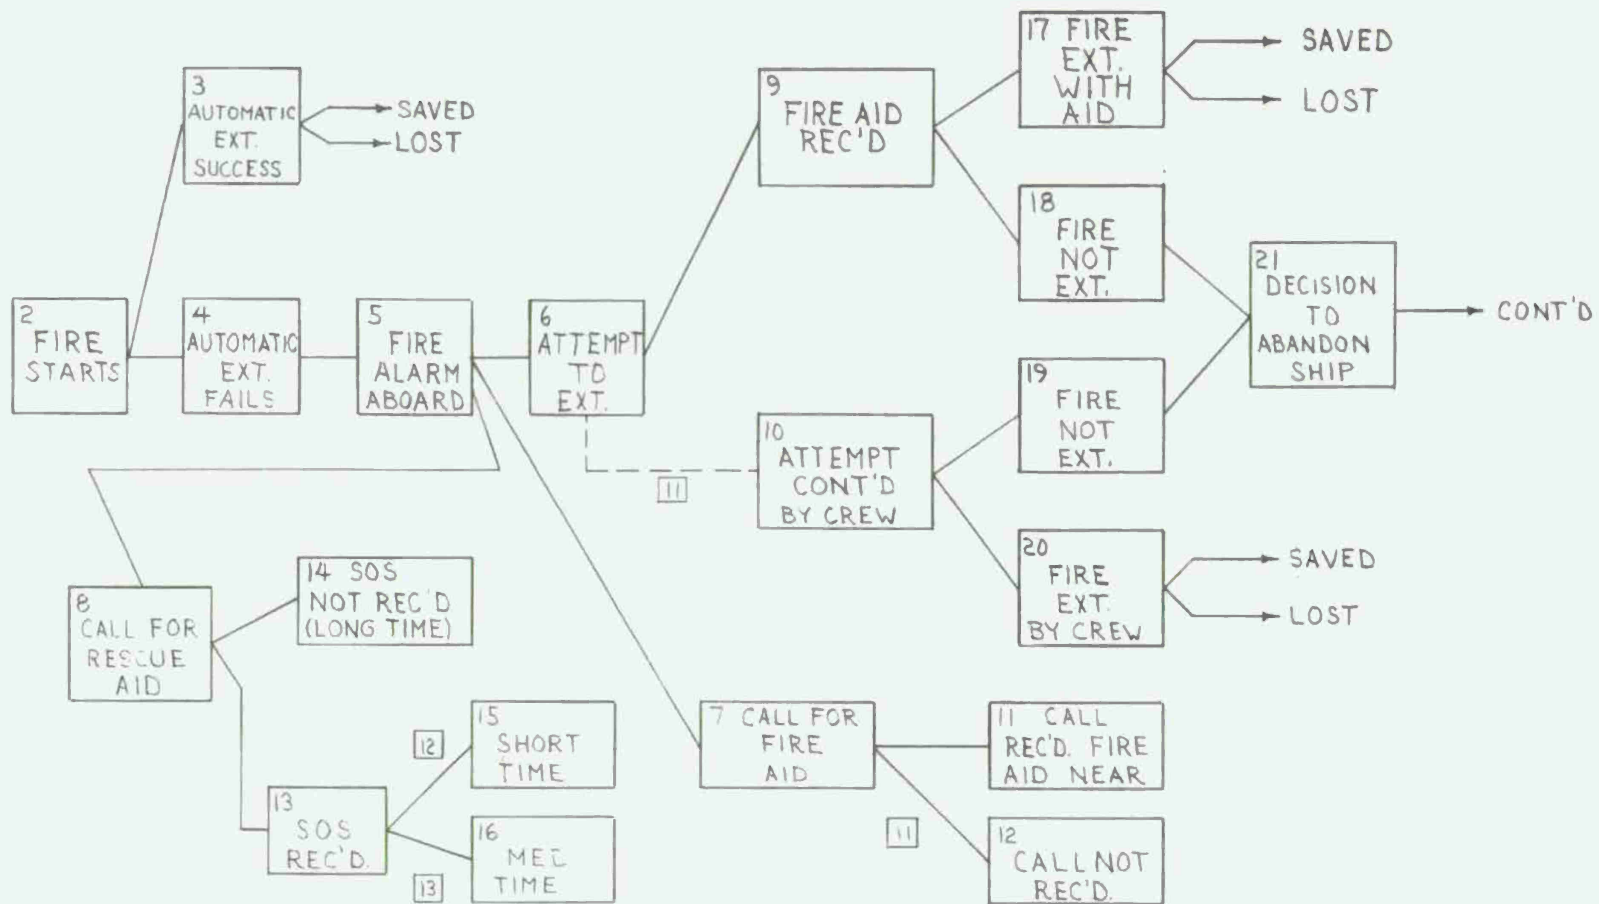 3
AUTOMATIC
EXT.
SUCCESS
SAVED
LOST
9
FIRE AID
REC'D
17 FIRE
EXT.
WITH
AID
SAVED
LOST
18
FIRE
NOT
EXT.
2
FIRE
STARTS
4
AUTOMATIC
EXT.
FAILS
5
FIRE
ALARM
ABOARD
6
ATTEMPT
TO
EXT.
21
DECISION
TO
ABANDON
SHIP
CONT'D
19
FIRE
NOT
EXT.
10
ATTEMPT
CONT'D
BY CREW
11
20
FIRE
EXT.
BY CREW
SAVED
LOST
8
CALL FOR
RESCUE
AID
14 SOS
NOT REC'D
(LONG TIME)
13
SOS
REC'D.
12
15
SHORT
TIME
13
16
MED
TIME
7 CALL FOR
FIRE
AID
11 CALL
REC'D. FIRE
AID NEAR
11
12
CALL NOT
REC'D.